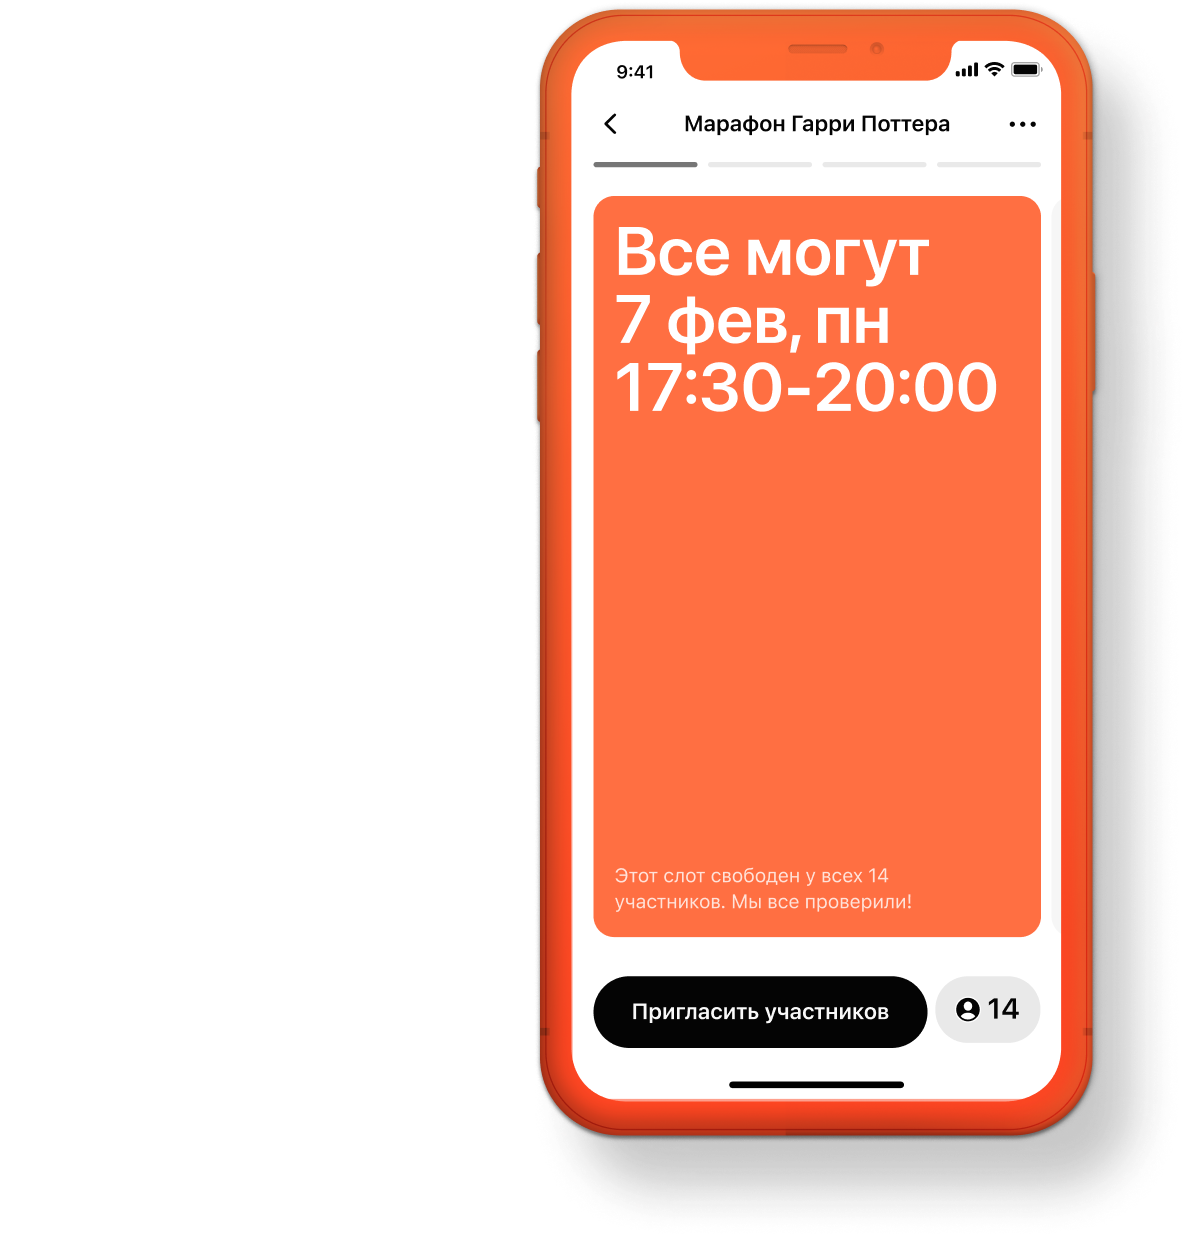 9:41
Марафон Гарри Поттера
Все могут
7 фев, пн
17:30-20:00
Этот слот свободен у всех 14
участников. Мы все проверили!
Пригласить участников
14